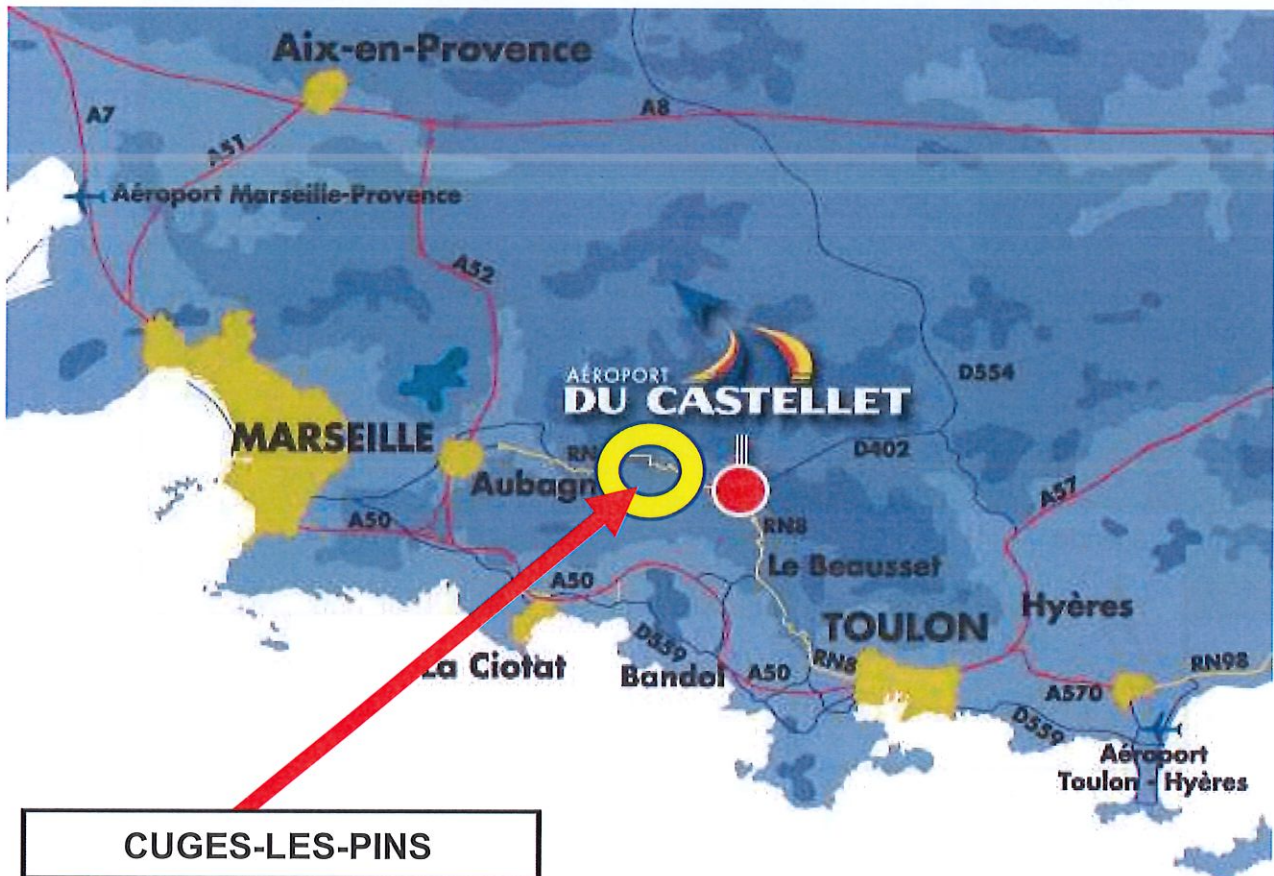 Aix-en-Provence
A7
A8
A51
Aéroport Marseille-Provence
A52
AÉROPORT
DU CASTELLET
D554
MARSEILLE
RN
D402
Aubagn
A57
A50
RN8
A50
Le Beausset
Hyères
TOULON
D559
La Ciotat
Bandol
A50
RN8
RN98
A570
D559
Aéroport
Toulon - Hyères
CUGES-LES-PINS